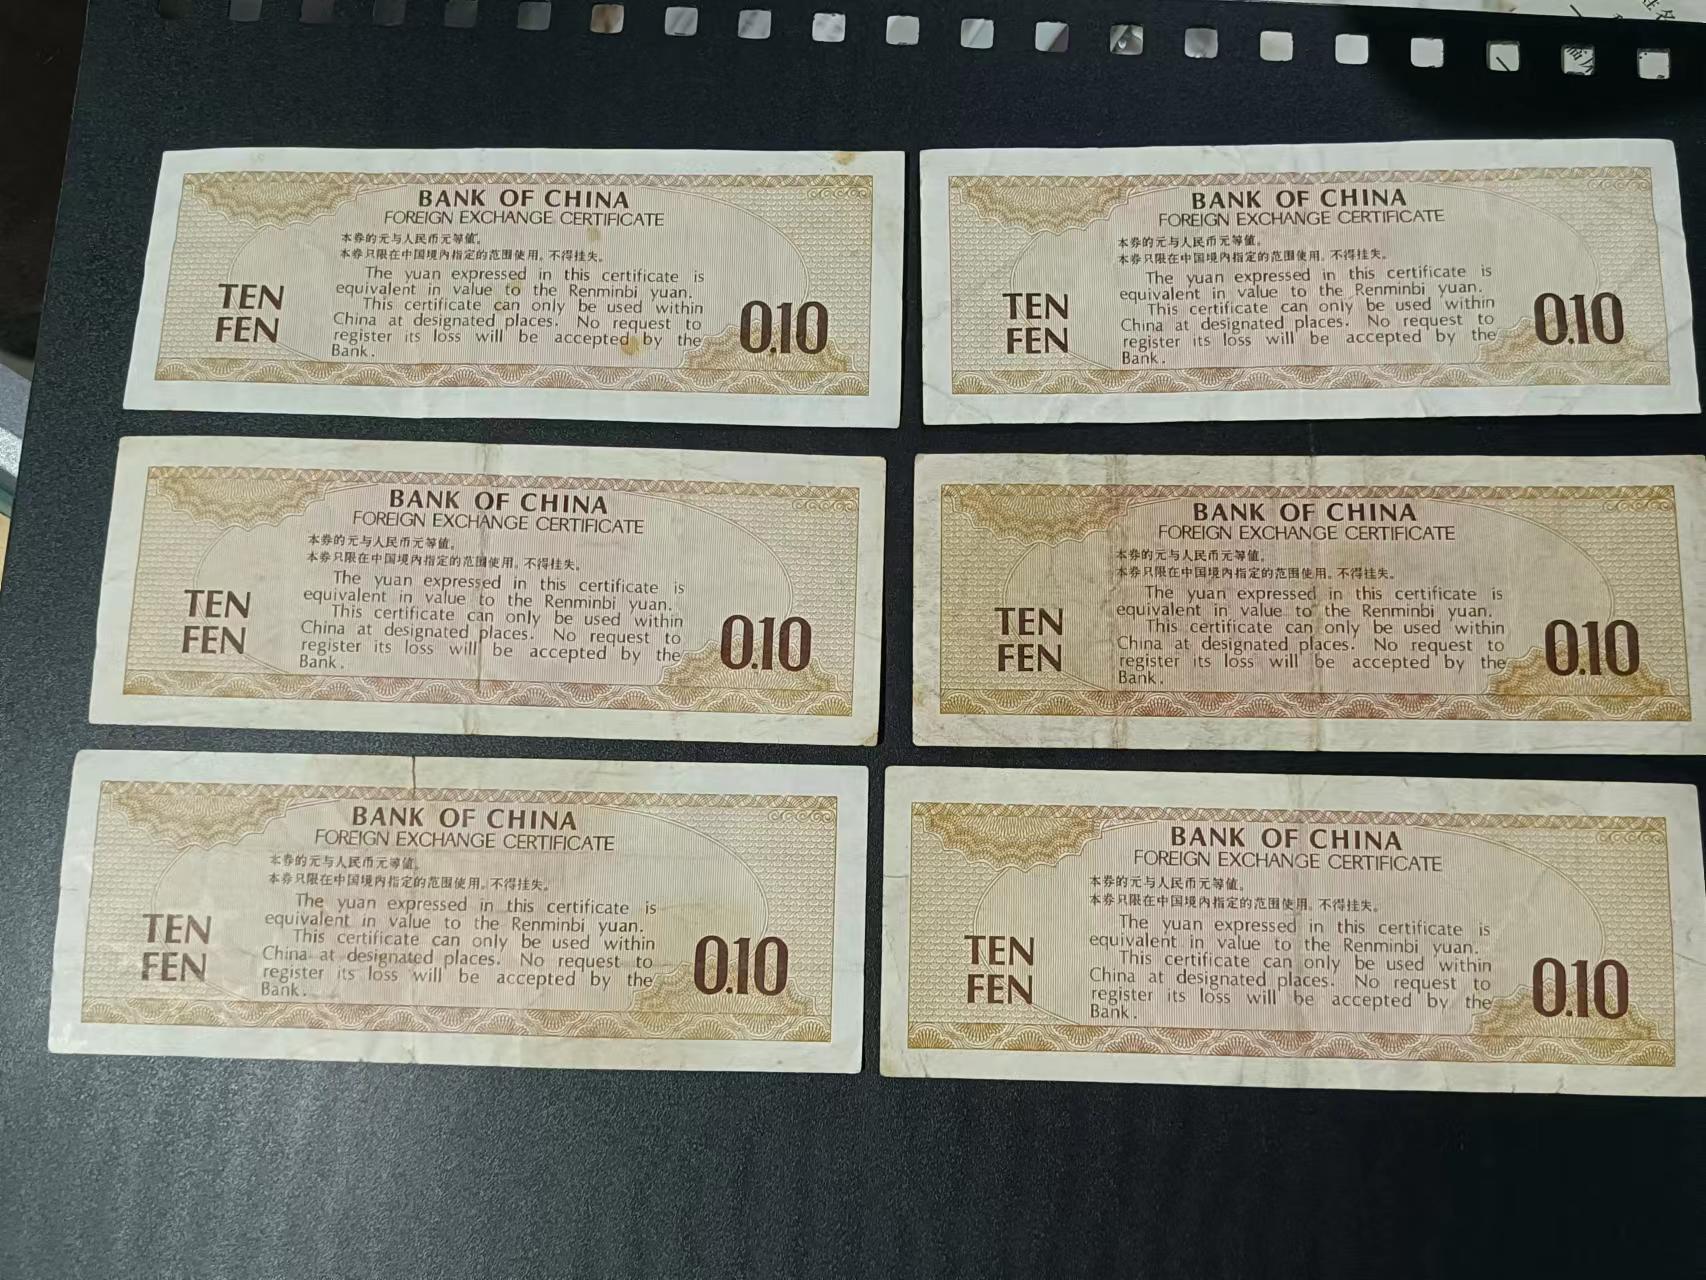 BANK OF CHINA
FOREIGN EXCHANGE CERTIFICATE
本券的元与人民币元等值。
本券只限在中国境内指定的范围使用。不得挂失。
The yuan expressed in this certificate is
equivalent in value to the Renminbi yuan.
This certificate can only be used within
China at designated places. No request to
register its loss will be accepted by the
Bank.
TEN
FEN
0.10
BANK OF CHINA
FOREIGN EXCHANGE CERTIFICATE
本券的元与人民币元等值。
本券只限在中国境内指定的范围使用。不得挂失。
The yuan expressed in this certificate is
equivalent in value to the Renminbi yuan.
This certificate can only be used within
China at designated places. No request to
register its loss will be accepted by the
Bank.
TEN
FEN
0.10
BANK OF CHINA
FOREIGN EXCHANGE CERTIFICATE
本券的元与人民币元等值。
本券只限在中国境内指定的范围使用。不得挂失。
The yuan expressed in this certificate is
equivalent in value to the Renminbi yuan.
This certificate can only be used within
China at designated places. No request to
register its loss will be accepted by the
Bank.
TEN
FEN
0.10
BANK OF CHINA
FOREIGN EXCHANGE CERTIFICATE
本券的元与人民币元等值。
本券只限在中国境内指定的范围使用。不得挂失。
The yuan expressed in this certificate is
equivalent in value to the Renminbi yuan.
This certificate can only be used within
China at designated places. No request to
register its loss will be accepted by the
Bank.
TEN
FEN
0.10
BANK OF CHINA
FOREIGN EXCHANGE CERTIFICATE
本券的元与人民币元等值。
本券只限在中国境内指定的范围使用。不得挂失。
The yuan expressed in this certificate is
equivalent in value to the Renminbi yuan.
This certificate can only be used within
China at designated places. No request to
register its loss will be accepted by the
Bank.
TEN
FEN
0.10
BANK OF CHINA
FOREIGN EXCHANGE CERTIFICATE
本券的元与人民币元等值。
本券只限在中国境内指定的范围使用。不得挂失。
The yuan expressed in this certificate is
equivalent in value to the Renminbi yuan.
This certificate can only be used within
China at designated places. No request to
register its loss will be accepted by the
Bank.
TEN
FEN
0.10